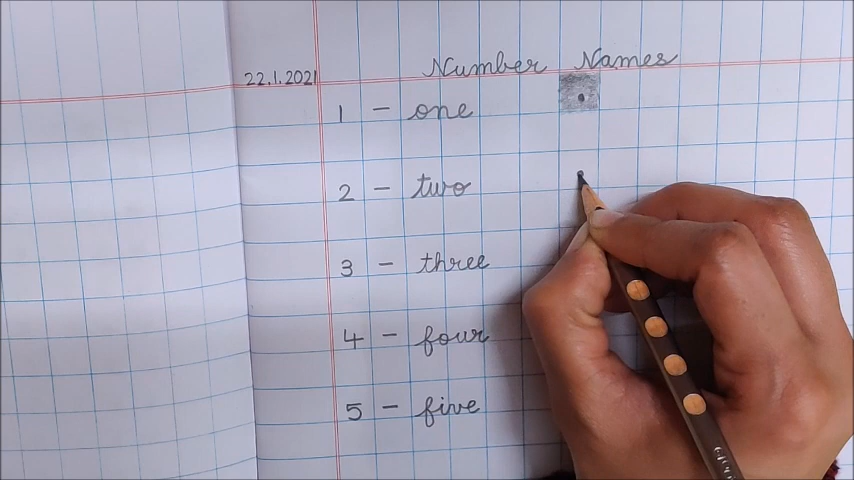 Number Names
22.1.2021
1 – one
2 – two
3 – three
4 – four
5 – five